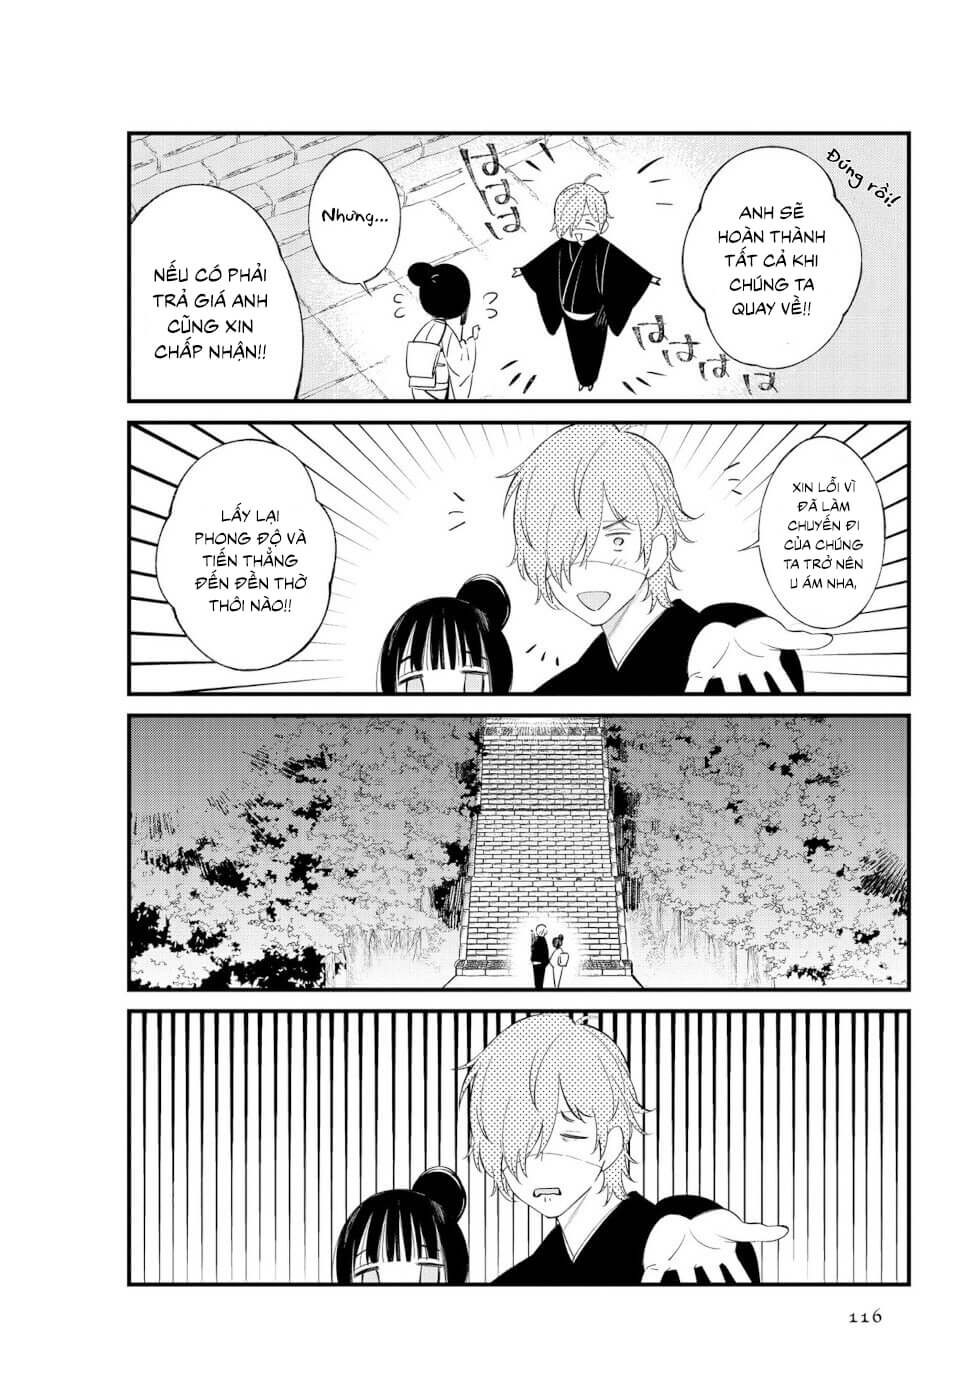 Đúng rồi!
ANH SẼ
HOÀN THÀNH
TẤT CẢ KHI
CHÚNG TA
QUAY VỀ!!
はははは
はははは
Nhưng...
NẾU CÓ PHẢI
TRẢ GIÁ ANH
CŨNG XIN
CHẤP NHẬN!!
XIN LỖI VÌ
ĐÃ LÀM
CHUYẾN ĐI
CỦA CHÚNG
TA TRỞ NÊN
U ÁM NHA,
LẤY LẠI
PHONG ĐỘ VÀ
TIẾN THẲNG
ĐẾN ĐỀN THỜ
THÔI NÀO!!
116